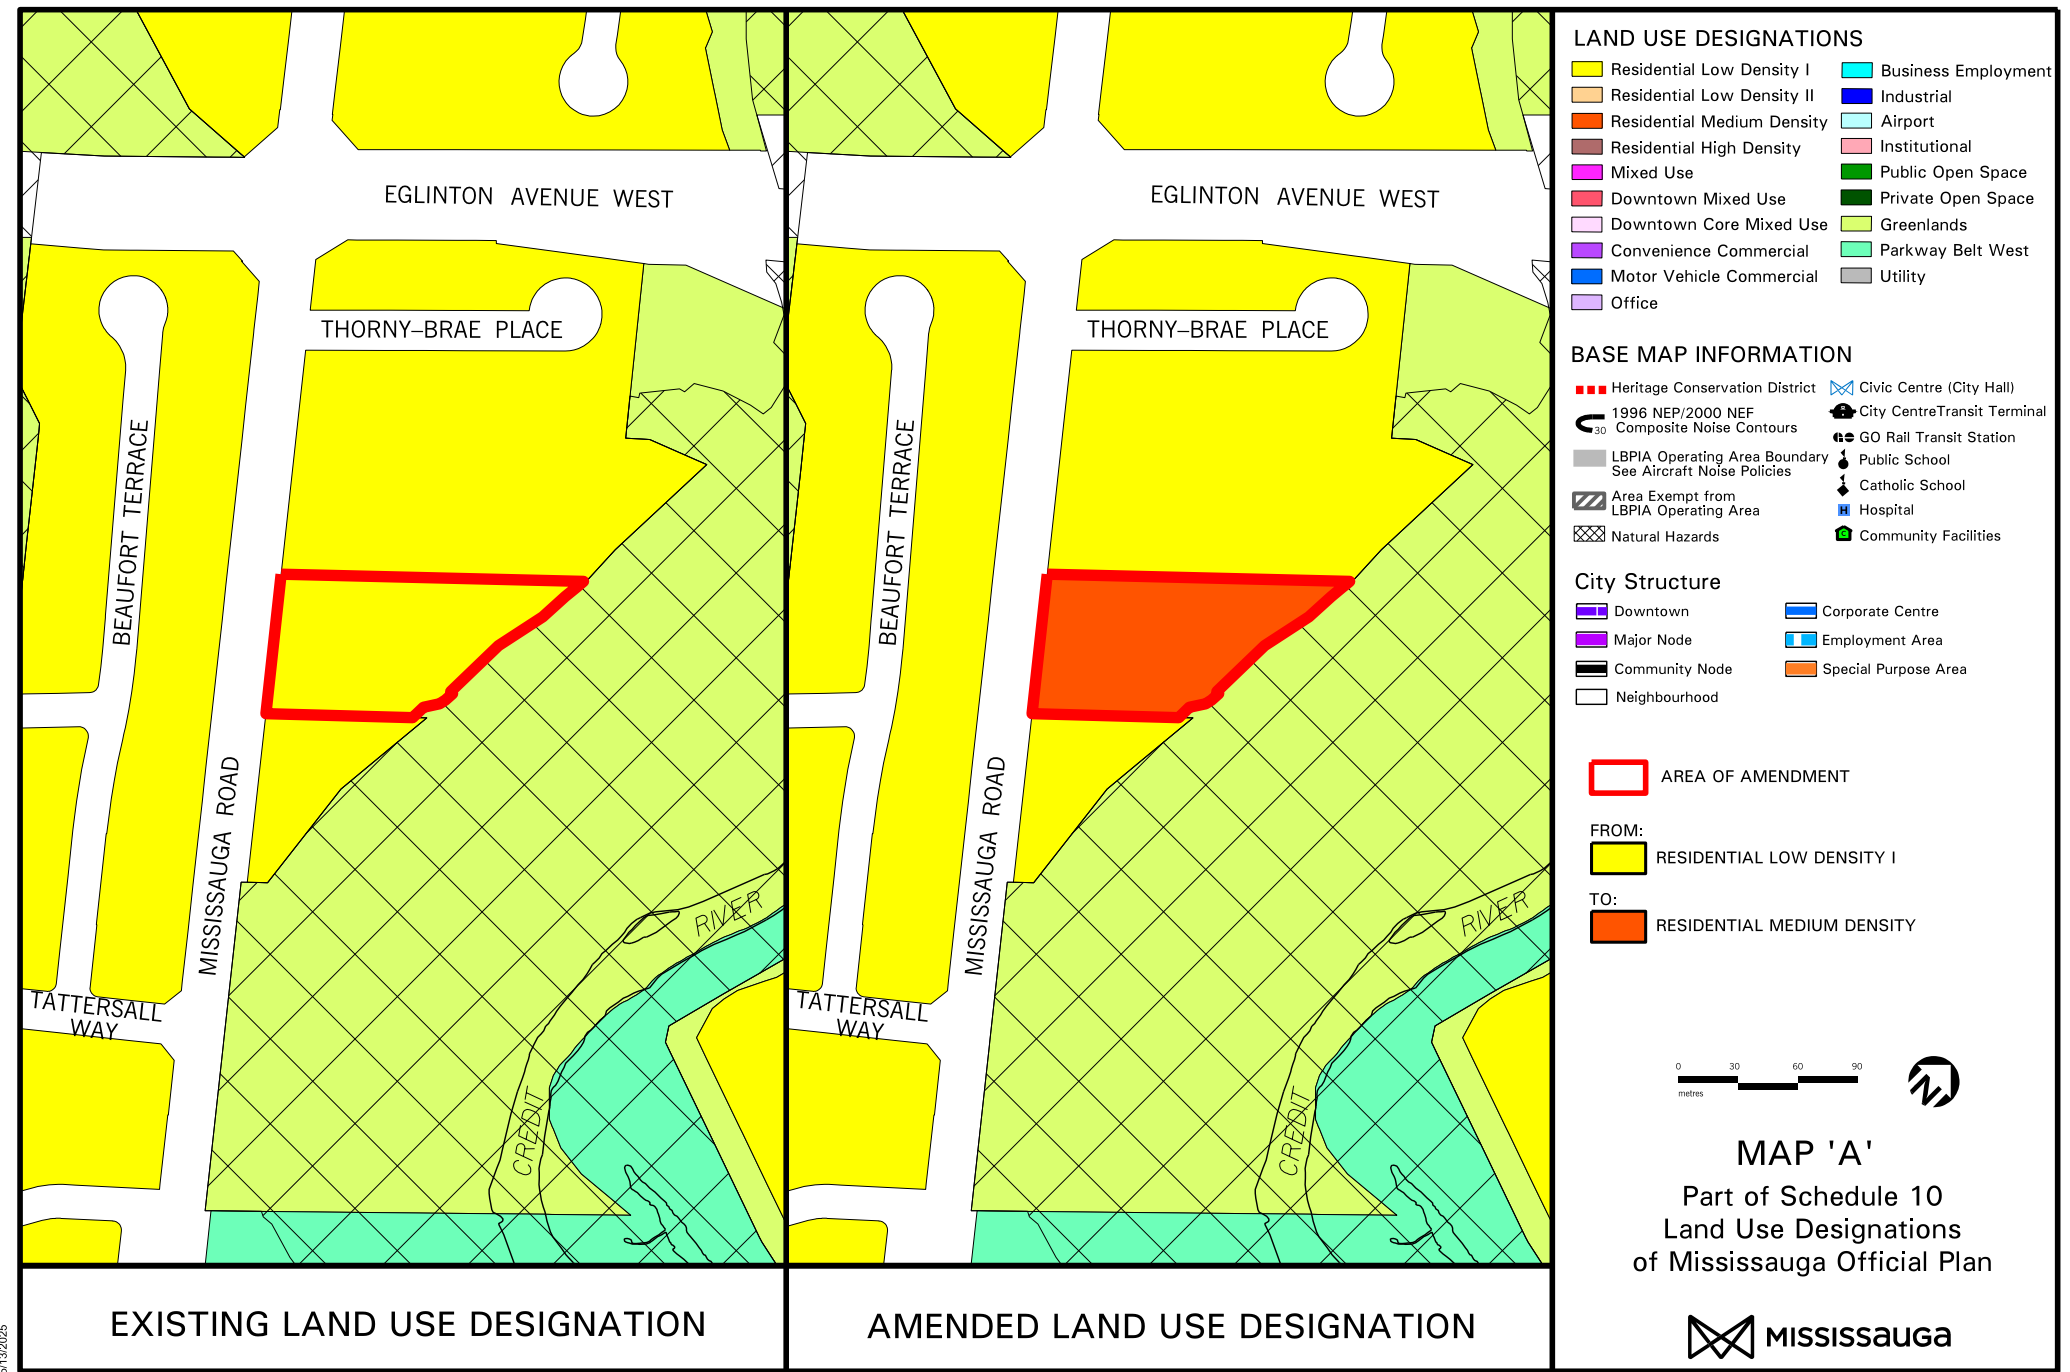 EGLINTON AVENUE WEST
THORNY–BRAE PLACE
BEAUFORT TERRACE
MISSISSAUGA ROAD
TATTERSALL
WAY
RIVER
CREDIT
EXISTING LAND USE DESIGNATION
EGLINTON AVENUE WEST
THORNY–BRAE PLACE
BEAUFORT TERRACE
MISSISSAUGA ROAD
TATTERSALL
WAY
RIVER
CREDIT
AMENDED LAND USE DESIGNATION
LAND USE DESIGNATIONS
Residential Low Density I
Residential Low Density II
Residential Medium Density
Residential High Density
Mixed Use
Downtown Mixed Use
Downtown Core Mixed Use
Convenience Commercial
Motor Vehicle Commercial
Office
Business Employment
Industrial
Airport
Institutional
Public Open Space
Private Open Space
Greenlands
Parkway Belt West
Utility
BASE MAP INFORMATION
Heritage Conservation District
1996 NEP/2000 NEF
Composite Noise Contours
30
LBPIA Operating Area Boundary
See Aircraft Noise Policies
Area Exempt from
LBPIA Operating Area
Natural Hazards
Civic Centre (City Hall)
City CentreTransit Terminal
GO Rail Transit Station
Public School
Catholic School
H Hospital
C Community Facilities
City Structure
Downtown
Major Node
Community Node
Neighbourhood
Corporate Centre
Employment Area
Special Purpose Area
AREA OF AMENDMENT
FROM:
RESIDENTIAL LOW DENSITY I
TO:
RESIDENTIAL MEDIUM DENSITY
0 30 60 90
metres
N
MAP 'A'
Part of Schedule 10
Land Use Designations
of Mississauga Official Plan
MISSISSAUGA